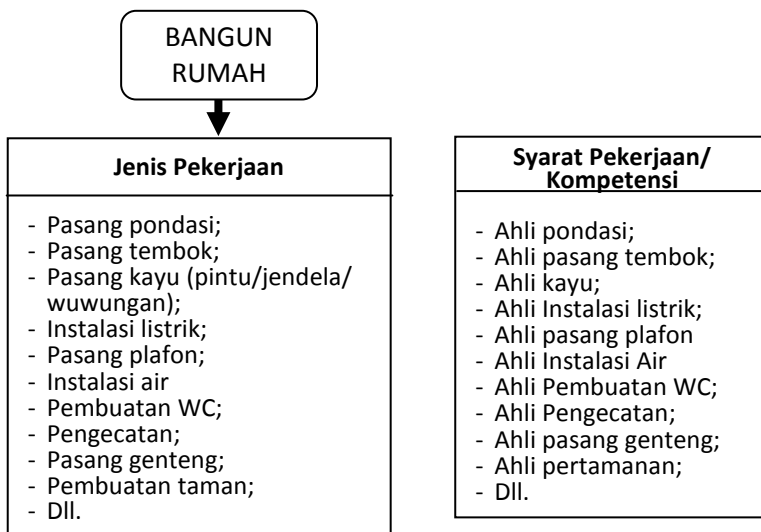 BANGUN
RUMAH
Jenis Pekerjaan
- Pasang pondasi;
- Pasang tembok;
- Pasang kayu (pintu/jendela/
wuwungan);
- Instalasi listrik;
- Pasang plafon;
- Instalasi air
- Pembuatan WC;
- Pengecatan;
- Pasang genteng;
- Pembuatan taman;
- Dll.
Syarat Pekerjaan/
Kompetensi
- Ahli pondasi;
- Ahli pasang tembok;
- Ahli kayu;
- Ahli Instalasi listrik;
- Ahli pasang plafon
- Ahli Instalasi Air
- Ahli Pembuatan WC;
- Ahli Pengecatan;
- Ahli pasang genteng;
- Ahli pertamanan;
- Dll.